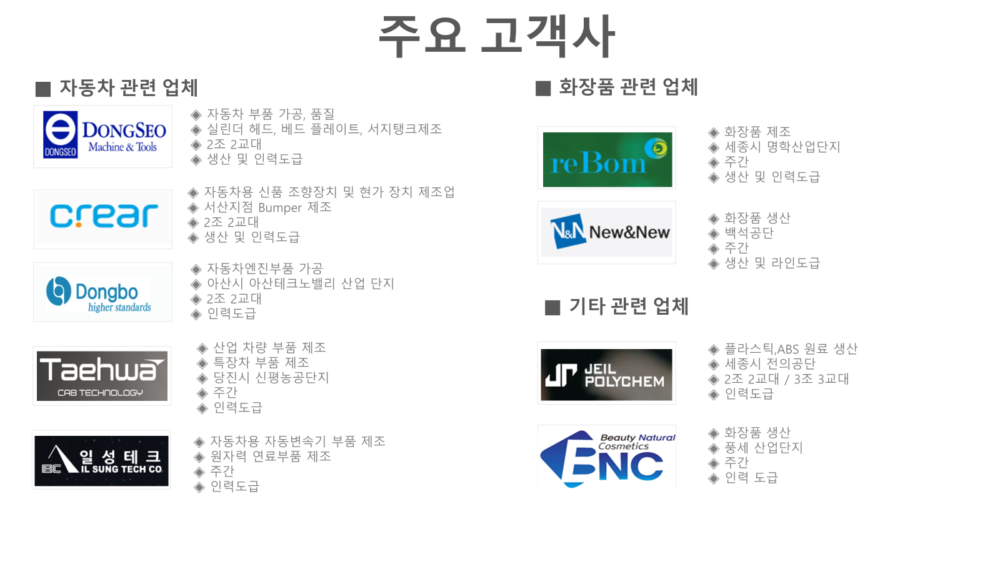 주요 고객사
■ 자동차 관련 업체
DONGSEO
DONGSEO
Machine & Tools
◈ 자동차 부품 가공, 품질
◈ 실린더 헤드, 베드 플레이트, 서지탱크제조
◈ 2조 2교대
◈ 생산 및 인력도급
crear
◈ 자동차용 신품 조향장치 및 현가 장치 제조업
◈ 서산지점 Bumper 제조
◈ 2조 2교대
◈ 생산 및 인력도급
Dongbo
higher standards
◈ 자동차엔진부품 가공
◈ 아산시 아산테크노밸리 산업 단지
◈ 2조 2교대
◈ 인력도급
Taehwa
CAB TECHNOLOGY
◈ 산업 차량 부품 제조
◈ 특장차 부품 제조
◈ 당진시 신평농공단지
◈ 주간
◈ 인력도급
일성테크
IL SUNG TECH CO.
◈ 자동차용 자동변속기 부품 제조
◈ 원자력 연료부품 제조
◈ 주간
◈ 인력도급
■ 화장품 관련 업체
reBom
◈ 화장품 제조
◈ 세종시 명학산업단지
◈ 주간
◈ 생산 및 인력도급
N&N New&New
◈ 화장품 생산
◈ 백석공단
◈ 주간
◈ 생산 및 라인도급
■ 기타 관련 업체
JEIL
POLYCHEM
◈ 플라스틱,ABS 원료 생산
◈ 세종시 전의공단
◈ 2조 2교대 / 3조 3교대
◈ 인력도급
Beauty Natural
Cosmetics
BNC
◈ 화장품 생산
◈ 풍세 산업단지
◈ 주간
◈ 인력 도급